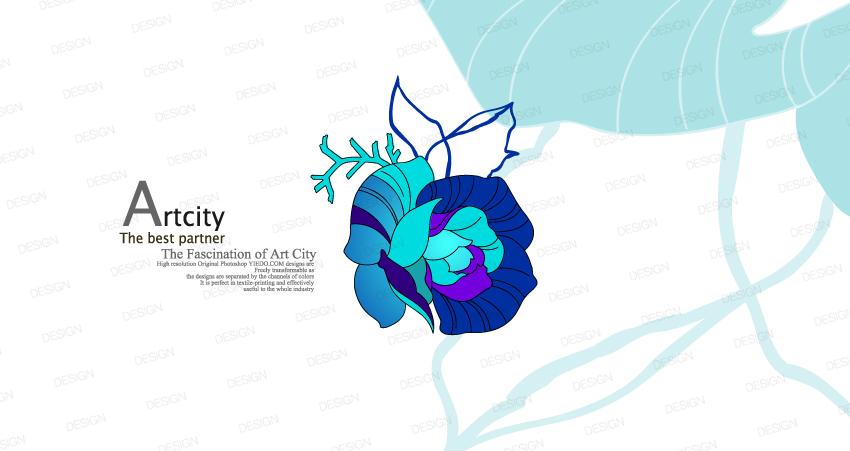 Artcity
The best partner
The Fascination of Art City
High resolution Original Photoshop YIEDO.COM designs are
Freely transformable as
the designs are separated by the channels of colors
It is perfect in textile-printing and effectively
useful to the whole industry
DESIGN